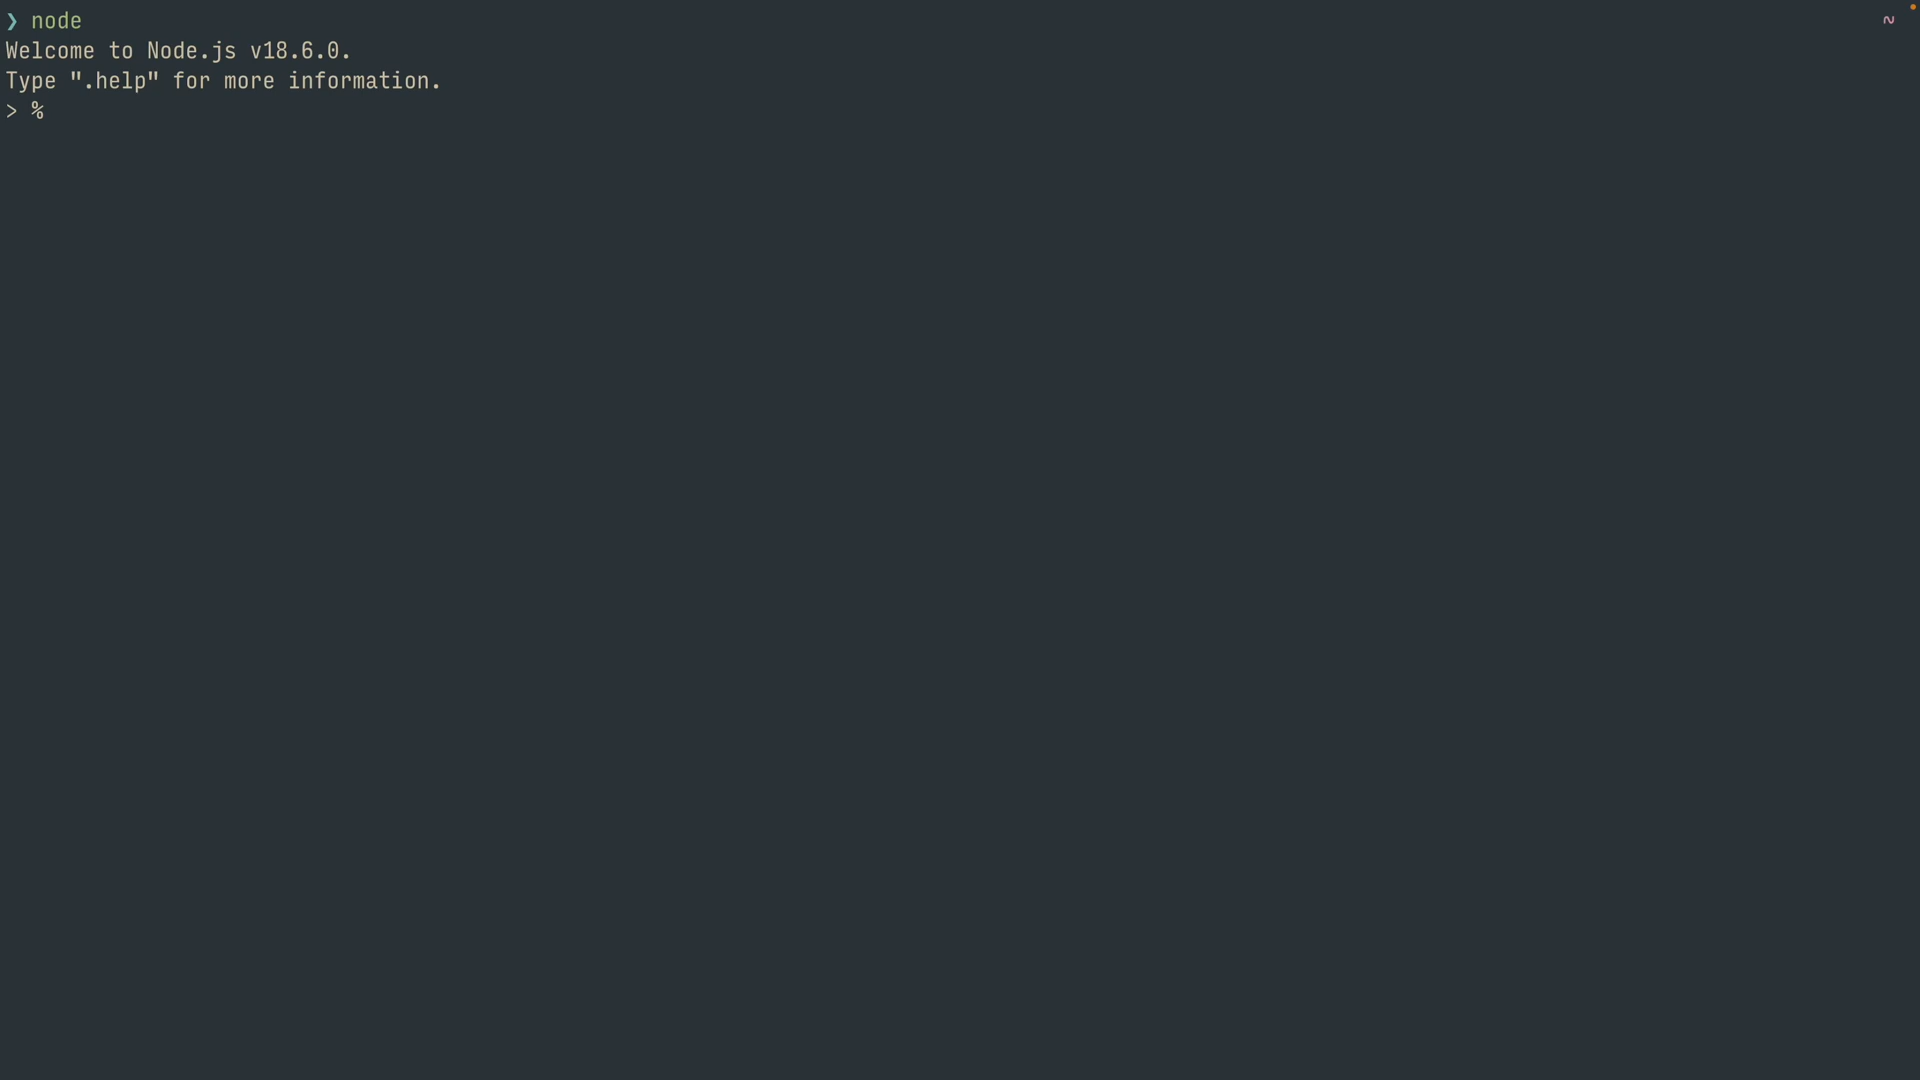 ❯ node ~
Welcome to Node.js v18.6.0.
Type ".help" for more information.
> %